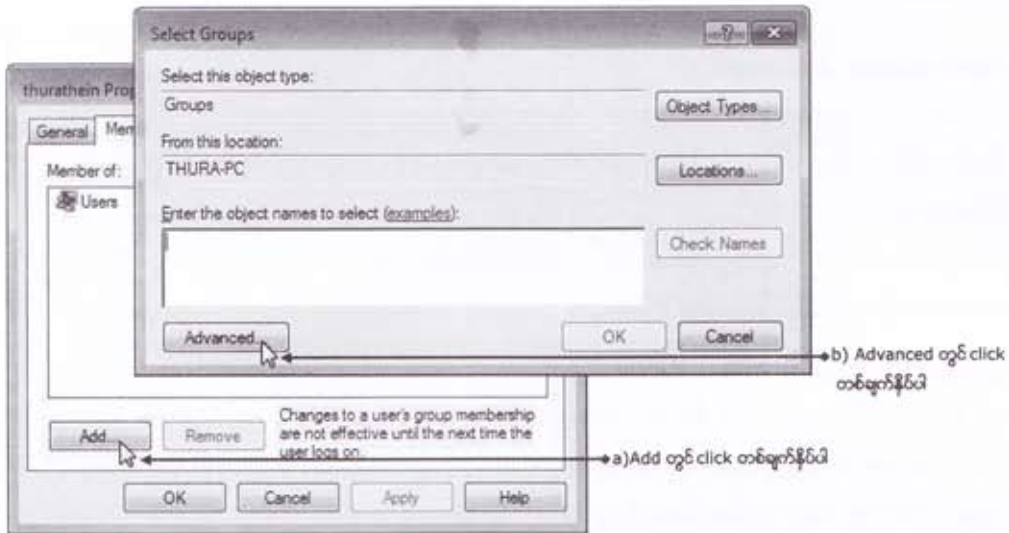 Select Groups
Select this object type:
Groups
Object Types...
From this location:
THURA-PC
Locations...
Enter the object names to select (examples):
Check Names
Advanced...
OK
Cancel
b) Advanced တွင် click
တစ်ချက်နှိပ်ပါ
thurathein Prop
General
Mem
Member of:
Users
Add...
Remove
Changes to a user's group membership
are not effective until the next time the
user logs on.
a)Add တွင် click တစ်ချက်နှိပ်ပါ
OK
Cancel
Apply
Help